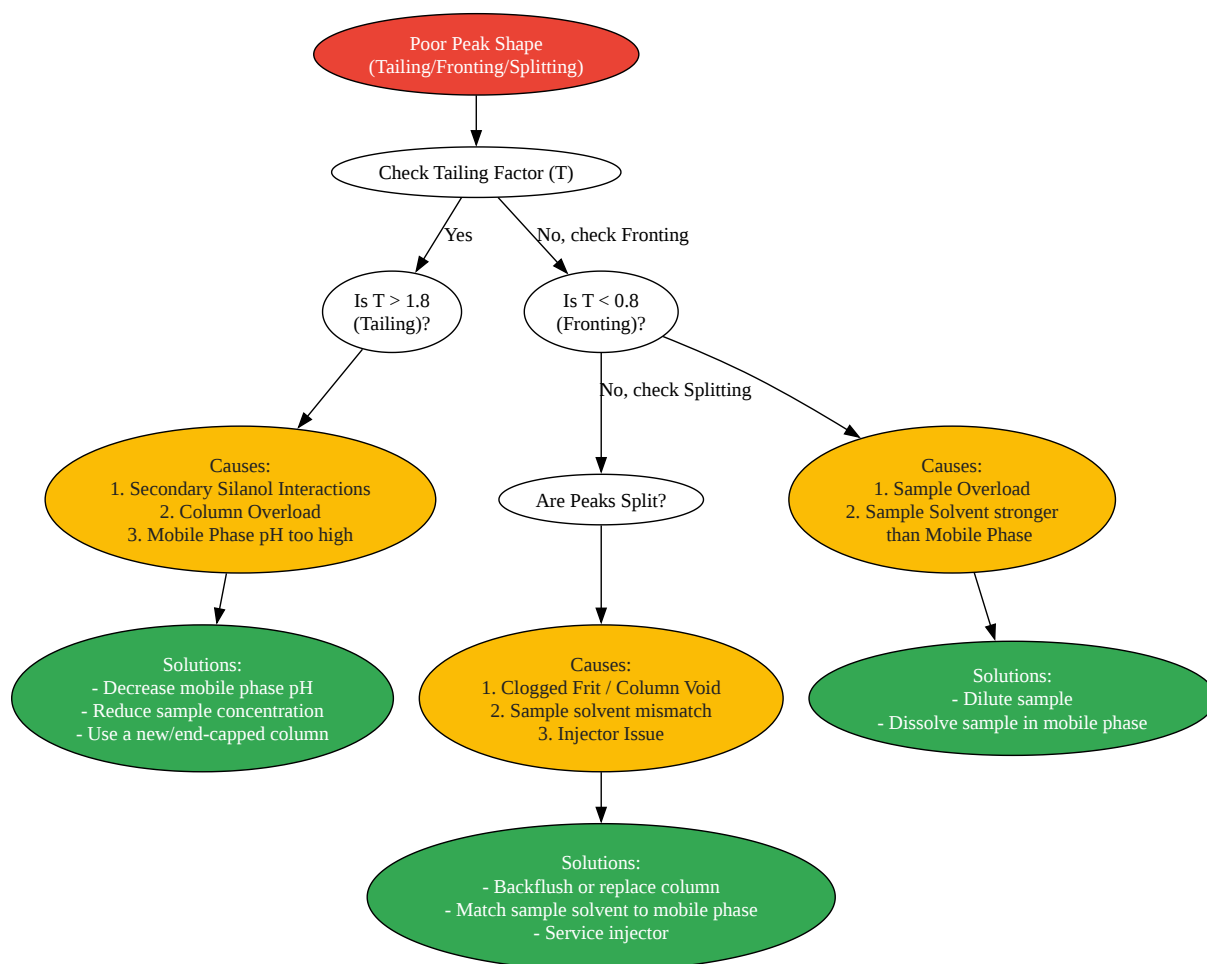 Poor Peak Shape
(Tailing/Fronting/Splitting)
Check Tailing Factor (T)
Yes
No, check Fronting
Is T > 1.8
(Tailing)?
Is T < 0.8
(Fronting)?
No, check Splitting
Causes:
1. Secondary Silanol Interactions
2. Column Overload
3. Mobile Phase pH too high
Are Peaks Split?
Causes:
1. Sample Overload
2. Sample Solvent stronger
than Mobile Phase
Solutions:
- Decrease mobile phase pH
- Reduce sample concentration
- Use a new/end-capped column
Causes:
1. Clogged Frit / Column Void
2. Sample solvent mismatch
3. Injector Issue
Solutions:
- Dilute sample
- Dissolve sample in mobile phase
Solutions:
- Backflush or replace column
- Match sample solvent to mobile phase
- Service injector